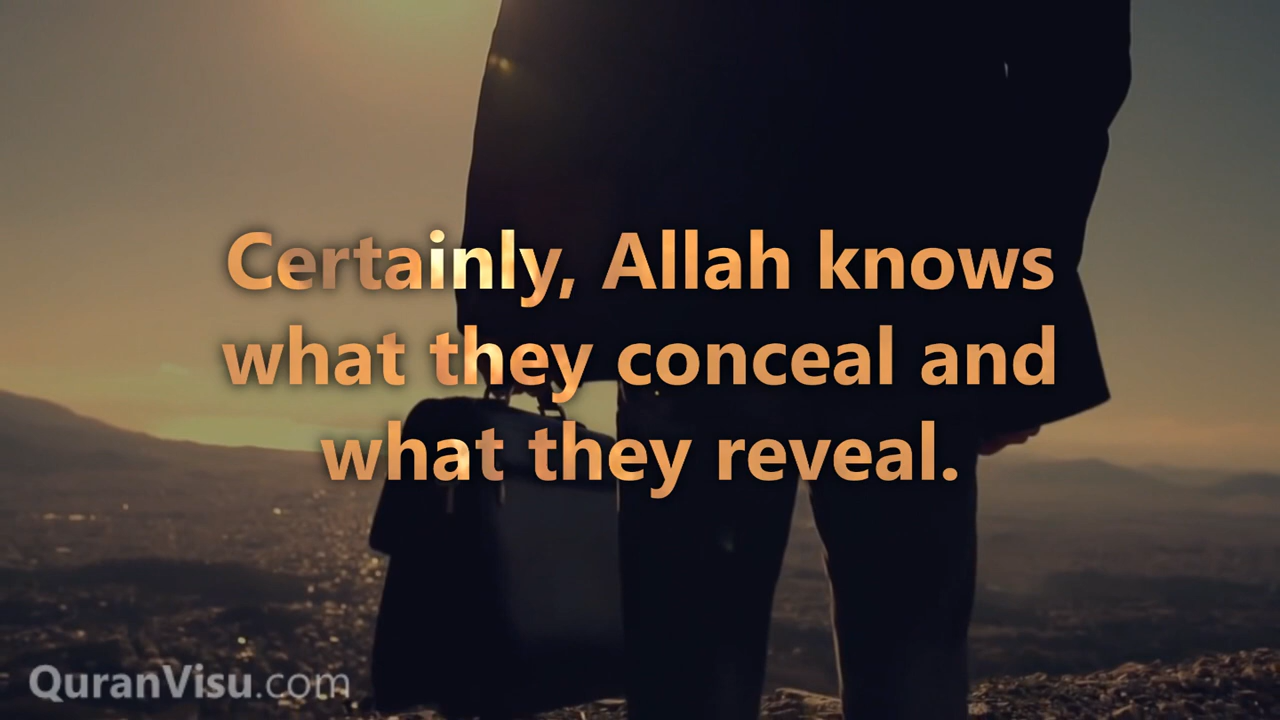 Certainly, Allah knows
what they conceal and
what they reveal.
QuranVisu.com